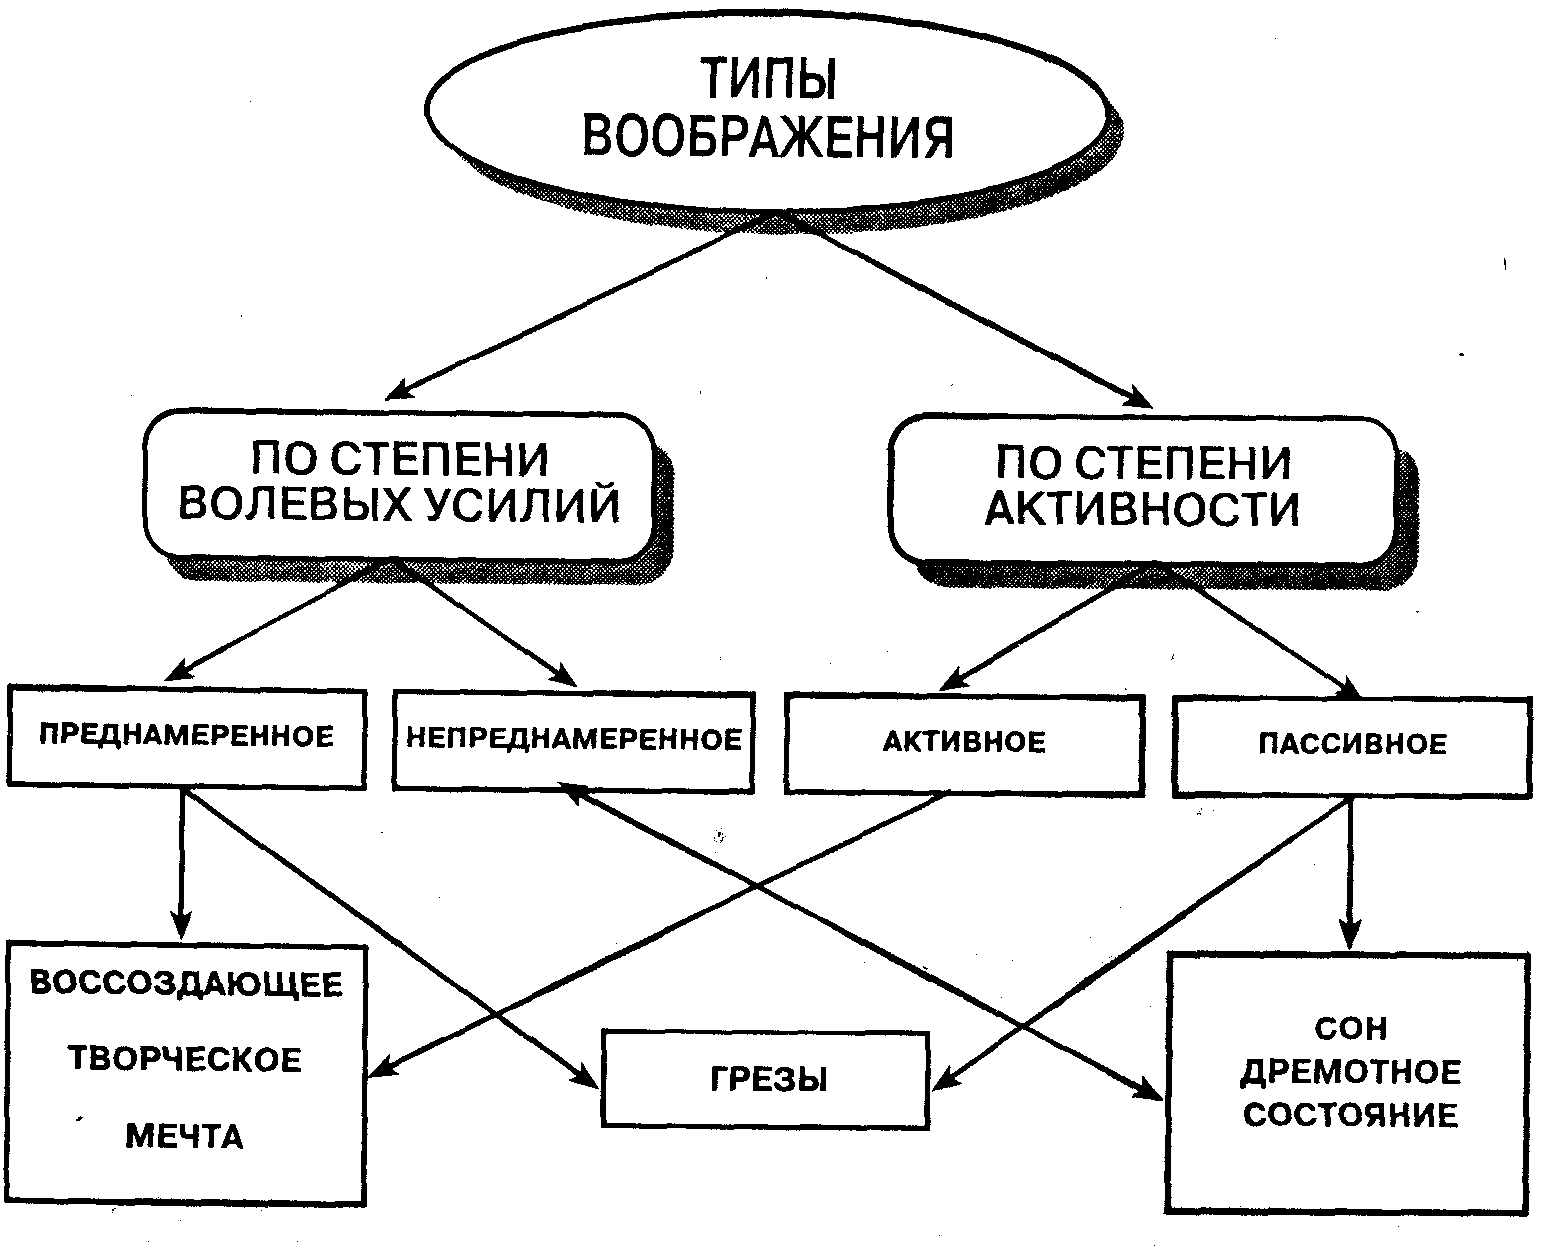 ТИПЫ
ВООБРАЖЕНИЯ
ПО СТЕПЕНИ
ВОЛЕВЫХ УСИЛИЙ
ПО СТЕПЕНИ
АКТИВНОСТИ
ПРЕДНАМЕРЕННОЕ
НЕПРЕДНАМЕРЕННОЕ
АКТИВНОЕ
ПАССИВНОЕ
ВОССОЗДАЮЩЕЕ
ТВОРЧЕСКОЕ
МЕЧТА
ГРЕЗЫ
СОН
ДРЕМОТНОЕ
СОСТОЯНИЕ